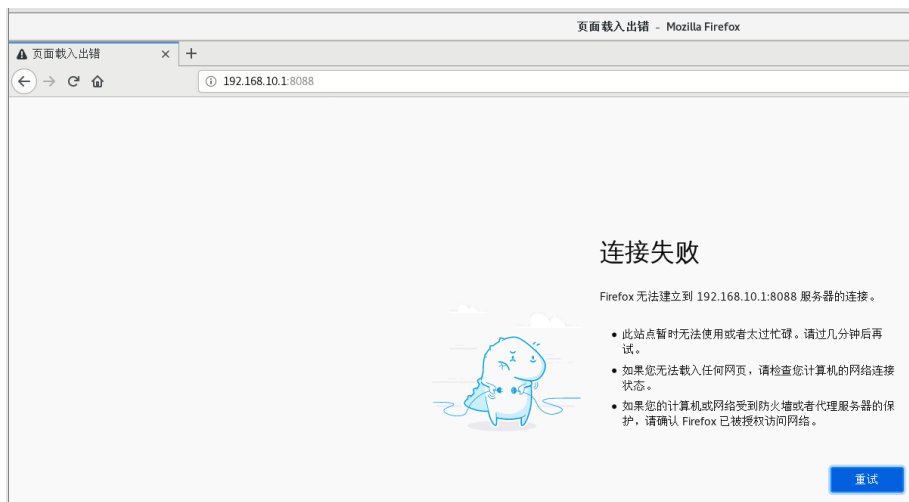 页面载入出错 - Mozilla Firefox
页面载入出错 × +
192.168.10.1:8088
连接失败
Firefox 无法建立到 192.168.10.1:8088 服务器的连接。
• 此站点暂时无法使用或者太过忙碌。请过几分钟后再
试。
• 如果您无法载入任何网页，请检查您计算机的网络连接
状态。
• 如果您的计算机或网络受到防火墙或者代理服务器的保
护，请确认 Firefox 已被授权访问网络。
重试